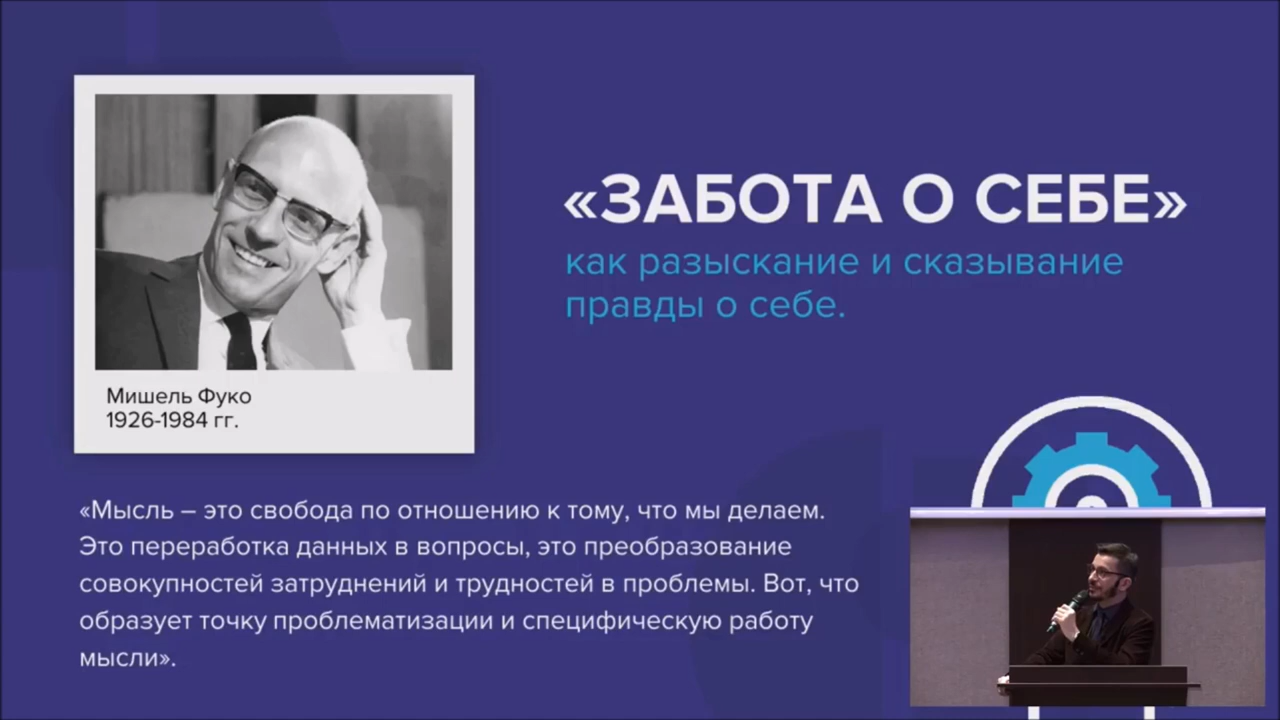 «ЗАБОТА О СЕБЕ»
как разыскание и сказывание
правды о себе.
Мишель Фуко
1926-1984 гг.
«Мысль – это свобода по отношению к тому, что мы делаем.
Это переработка данных в вопросы, это преобразование
совокупностей затруднений и трудностей в проблемы. Вот, что
образует точку проблематизации и специфическую работу
мысли».